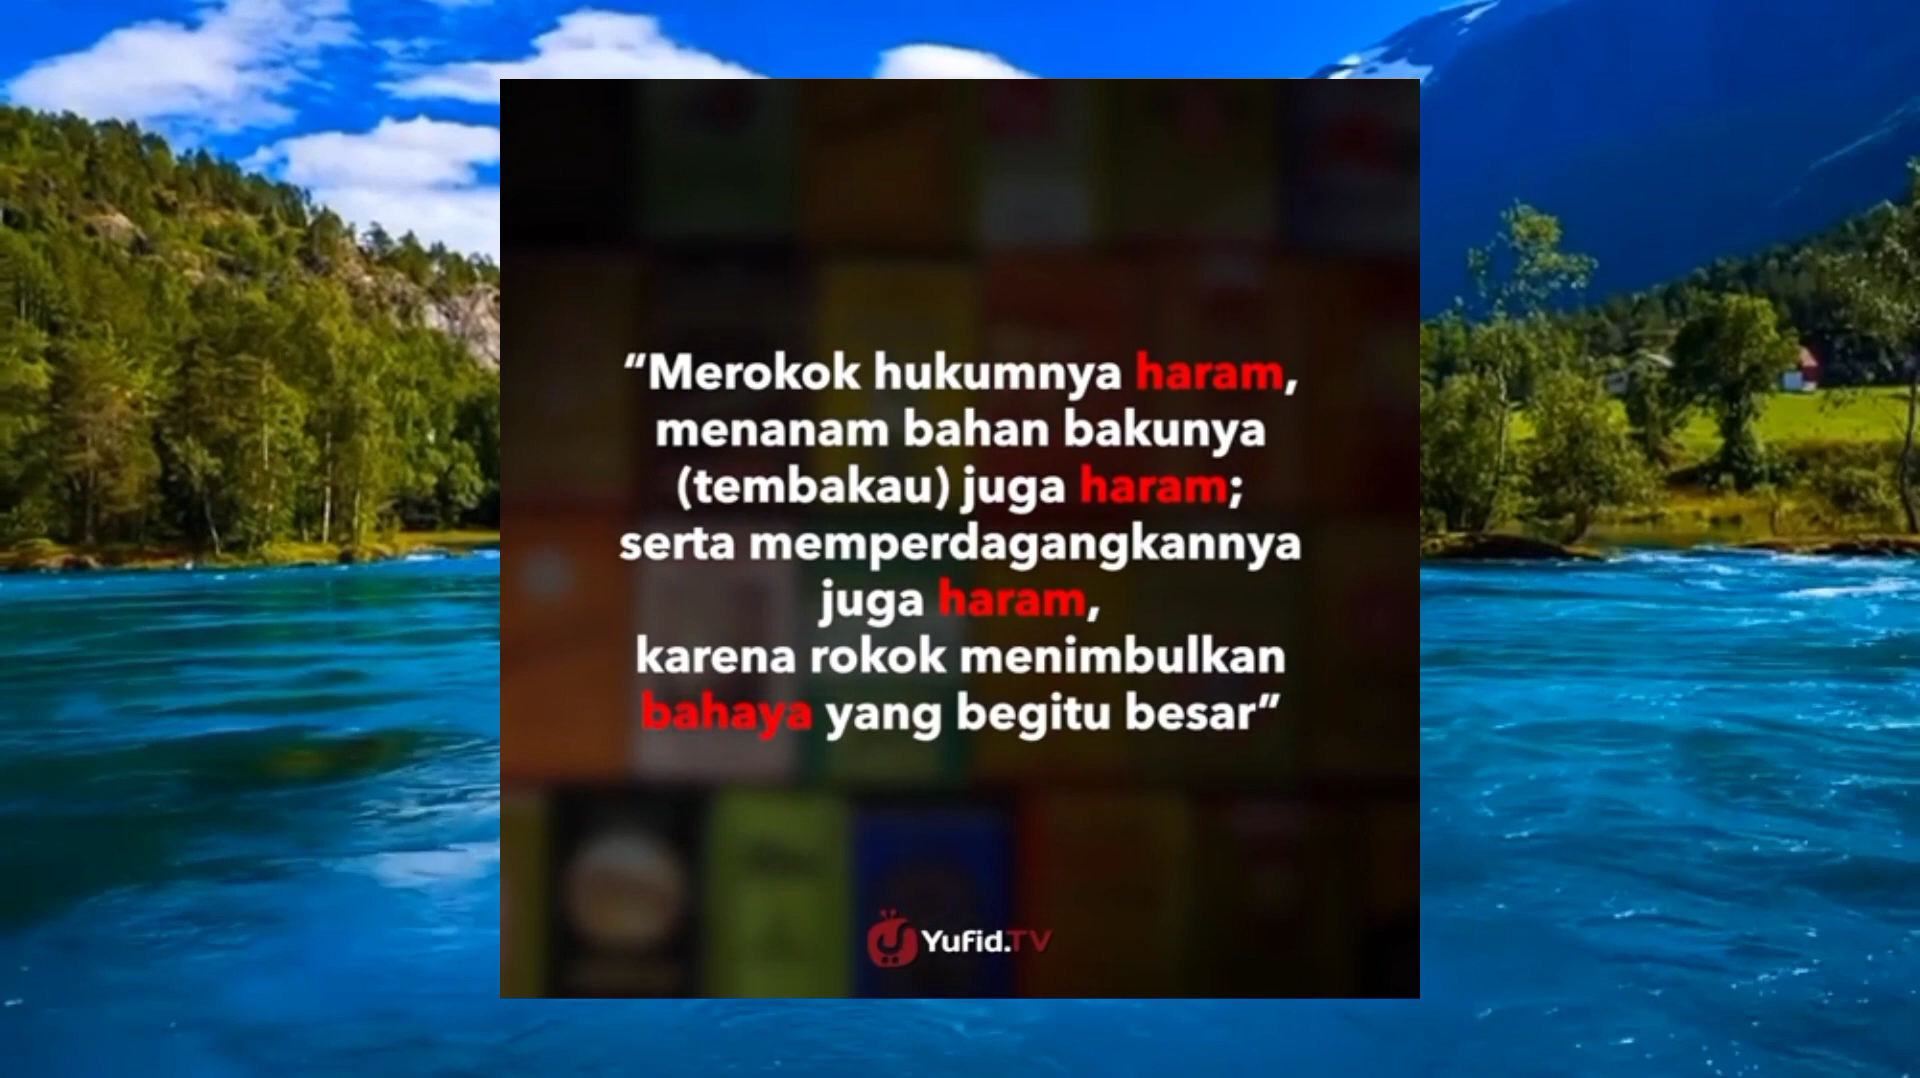 “Merokok hukumnya haram,
menanam bahan bakunya
(tembakau) juga haram;
serta memperdagangkannya
juga haram,
karena rokok menimbulkan
bahaya yang begitu besar”
Yufid.TV